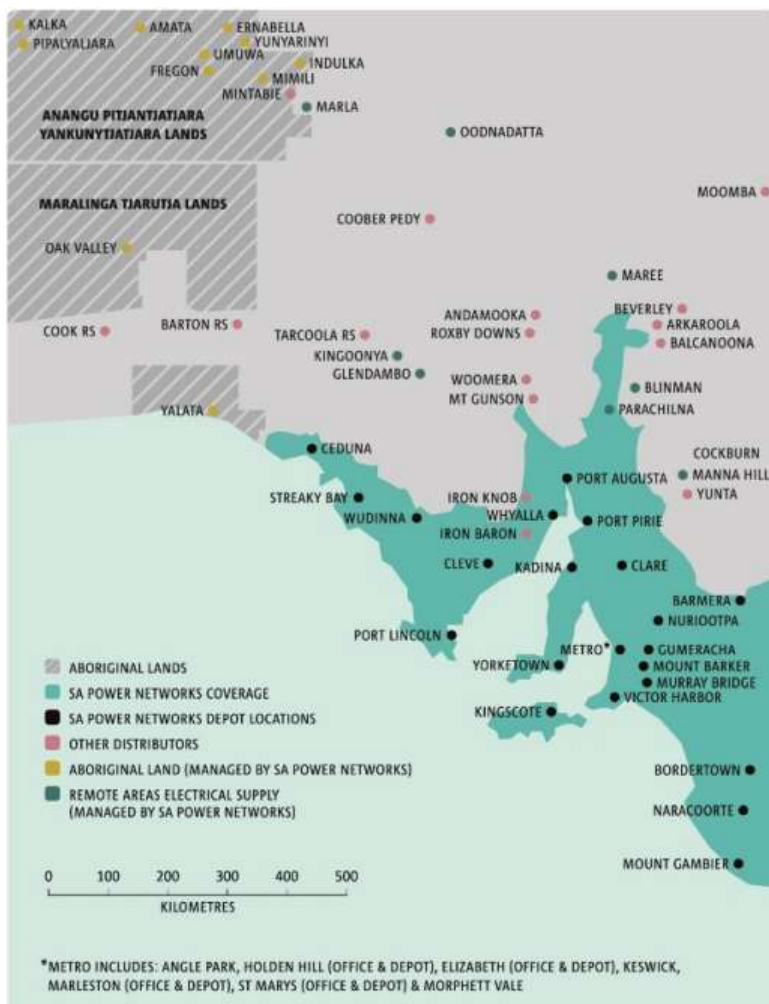 KALKA
AMATA
ERNABELLA
PIPALYALJARA
YUNYARINYI
UMUWA
INDULKA
FREGON
MIMILI
MINTABIE
MARLA
ANANGU PITJANTJATJARA
YANKUNYTJATJARA LANDS
OODNADATTA
MOOMBA
MARALINGA TJARUTJA LANDS
COOBER PEDY
OAK VALLEY
MAREE
ANDAMOOKA
BEVERLEY
COOK RS
BARTON RS
ARKAROOLA
TARCOOLA RS
ROXBY DOWNS
BALCANOONA
KINGOONYA
GLENDAMBO
WOOMERA
BLINMAN
MT GUNSON
YALATA
PARACHILNA
CEDUNA
COCKBURN
PORT AUGUSTA
MANNA HILL
STREAKY BAY
IRON KNOB
YUNTA
WUDINNA
WHYALLA
PORT PIRIE
IRON BARON
CLEVE
KADINA
CLARE
BARMERA
NURIOOTPA
PORT LINCOLN
METRO*
GUMERACHA
YORKETOWN
MOUNT BARKER
MURRAY BRIDGE
VICTOR HARBOR
KINGSCOTE
ABORIGINAL LANDS
SA POWER NETWORKS COVERAGE
SA POWER NETWORKS DEPOT LOCATIONS
OTHER DISTRIBUTORS
ABORIGINAL LAND (MANAGED BY SA POWER NETWORKS)
REMOTE AREAS ELECTRICAL SUPPLY
(MANAGED BY SA POWER NETWORKS)
BORDERTOWN
NARACOORTE
MOUNT GAMBIER
0 100 200 300 400 500
KILOMETRES
*METRO INCLUDES: ANGLE PARK, HOLDEN HILL (OFFICE & DEPOT), ELIZABETH (OFFICE & DEPOT), KESWICK,
MARLESTON (OFFICE & DEPOT), ST MARYS (OFFICE & DEPOT) & MORPHETT VALE